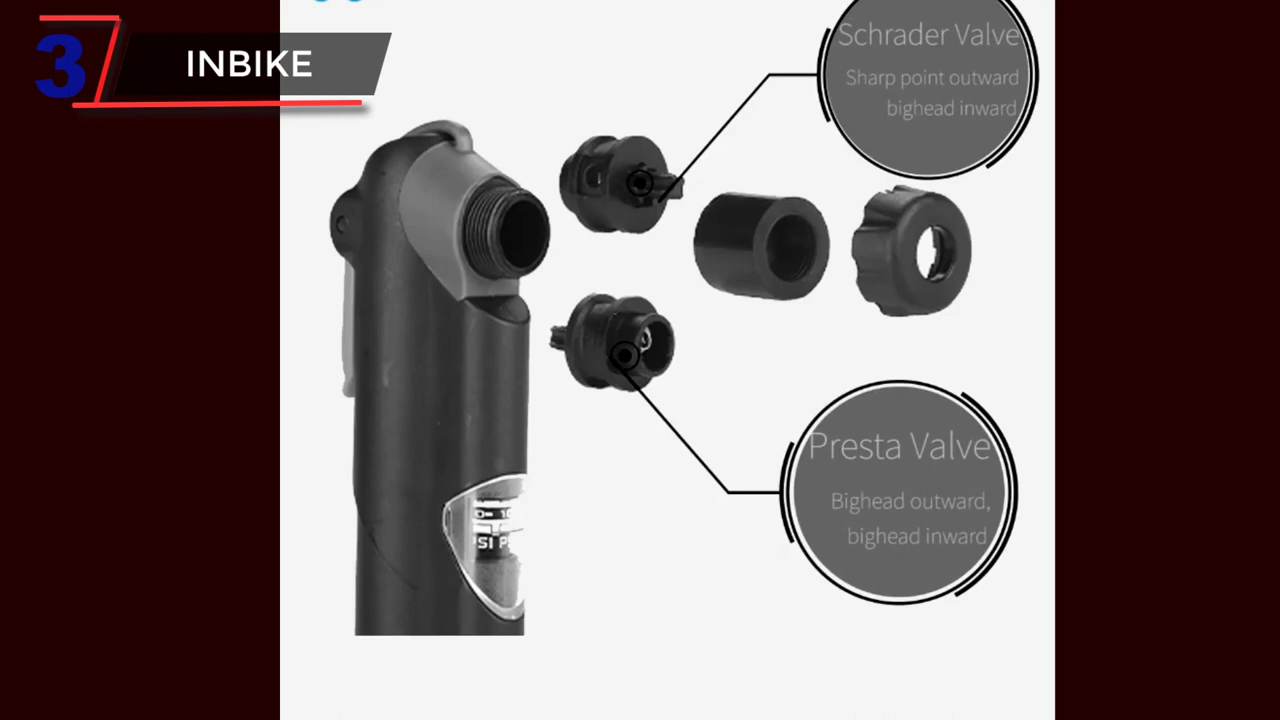 3
INBIKE
Schrader Valve
Sharp point outward
bighead inward
Presta Valve
Bighead outward,
bighead inward